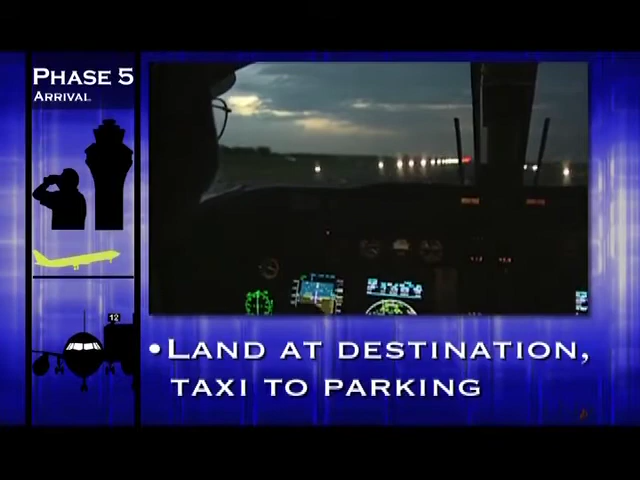 PHASE 5
ARRIVAL
12
•LAND AT DESTINATION,
TAXI TO PARKING